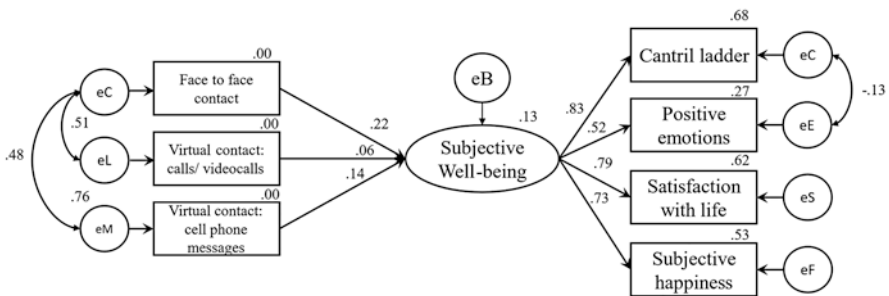 .00
eC
Face to face
contact
.51
.48
.00
eL
Virtual contact:
calls/ videocalls
.76
.00
eM
Virtual contact:
cell phone
messages
.22
.06
.14
eB
.13
Subjective
Well-being
.83
.52
.79
.73
.68
Cantril ladder
eC
-.13
.27
Positive
emotions
eE
.62
Satisfaction
with life
eS
.53
Subjective
happiness
eF